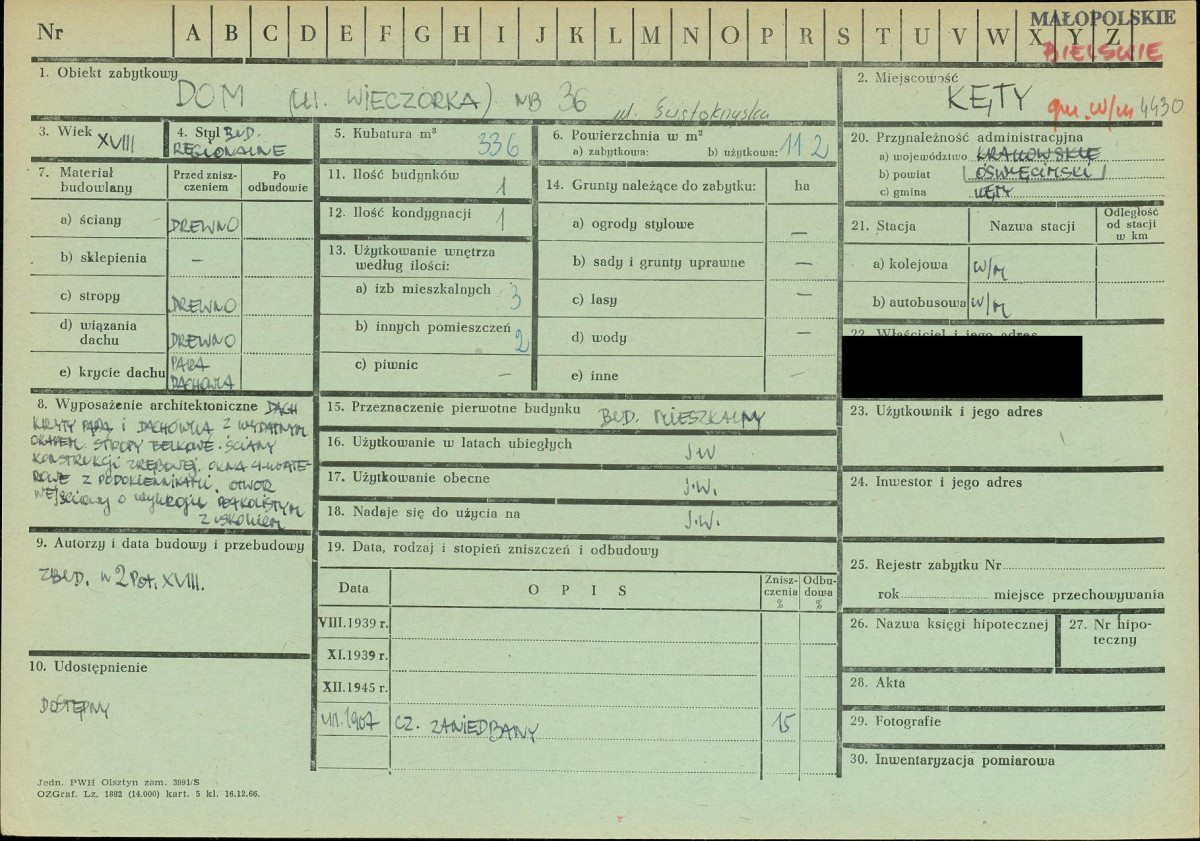 Nr A B C D E F G H I J K L M N O P R S T U V W X Y Z
MAŁOPOLSKIE
BIELSKIE
1. Obiekt zabytkowy
DOM (ul. WIECZORKA) NB 36
ul. Świętokrzyska
2. Miejscowość
KĘTY gm. w/m 4430
3. Wiek
XVIII
4. Styl BUD.
REGIONALNE
5. Kubatura m³
336
6. Powierzchnia w m²
a) zabytkowa: b) użytkowa: 112
7. Materiał budowlany
Przed zniszczeniem
Po odbudowie
a) ściany DREWNO
b) sklepienia –
c) stropy DREWNO
d) wiązania dachu DREWNO
e) krycie dachu PAPA
DACHÓWKA
8. Wyposażenie architektoniczne DACH
KRYTY PAPĄ I DACHÓWKĄ Z WYDATNYM
OKAPEM. STROPY BELKOWE. ŚCIANY
KONSTRUKCJI ZRĘBOWEJ. OKNA 4-KWATE-
ROWE Z PODOKIENNIKAMI. OTWÓR
WEJŚCIOWY O wykroju PÓŁKOLISTYM
9. Autorzy i data budowy i przebudowy
ZBUD. W 2 POŁ. XVIII.
10. Udostępnienie
DOSTĘPNY
11. Ilość budynków
1
12. Ilość kondygnacji
1
13. Użytkowanie wnętrza
według ilości:
a) izb mieszkalnych 3
b) innych pomieszczeń 2
c) piwnic –
14. Grunty należące do zabytku: ha
a) ogrody stylowe –
b) sady i grunty uprawne –
c) lasy –
d) wody –
e) inne –
15. Przeznaczenie pierwotne budynku BUD. MIESZKALNY
16. Użytkowanie w latach ubiegłych J.W
17. Użytkowanie obecne J.W.
18. Nadaje się do użycia na J.W.
19. Data, rodzaj i stopień zniszczeń i odbudowy
Data OPIS Zniszczenia % Odbudowa %
VIII.1939 r.
XI.1939 r.
XII.1945 r.
VII.1967 CZ. ZANIEDBANY 15
20. Przynależność administracyjna
a) województwo KRAKOWSKIE
b) powiat OŚWIĘCIMSKI
c) gmina KĘTY
21. Stacja Nazwa stacji Odległość od stacji w km
a) kolejowa w/m
b) autobusowa w/m
22. Właściciel i jego adres
23. Użytkownik i jego adres
24. Inwestor i jego adres
25. Rejestr zabytku Nr
rok miejsce przechowywania
26. Nazwa księgi hipotecznej
27. Nr hipoteczny
28. Akta
29. Fotografie
30. Inwentaryzacja pomiarowa
Jedn. PWH Olsztyn zam. 3991/S
OZGraf. Lz. 1882 (14.000) kart. 5 kl. 16.12.66.